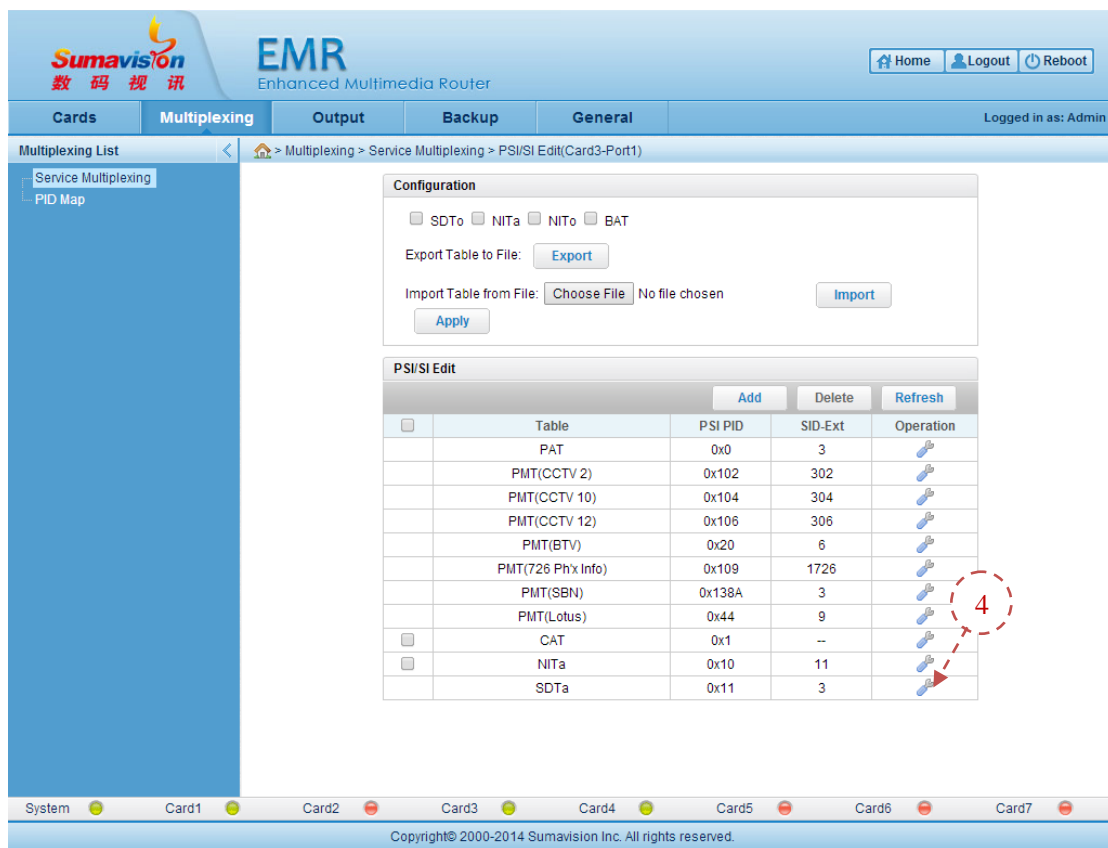 Sumavision
数码视讯
EMR
Enhanced Multimedia Router
Home Logout Reboot
Cards Multiplexing Output Backup General Logged in as: Admin
Multiplexing List
> Multiplexing > Service Multiplexing > PSI/SI Edit(Card3-Port1)
Service Multiplexing
PID Map
Configuration
SDTo NITa NITo BAT
Export Table to File: Export
Import Table from File: Choose File No file chosen Import
Apply
PSI/SI Edit
Add Delete Refresh
Table PSI PID SID-Ext Operation
PAT 0x0 3
PMT(CCTV 2) 0x102 302
PMT(CCTV 10) 0x104 304
PMT(CCTV 12) 0x106 306
PMT(BTV) 0x20 6
PMT(726 Ph'x Info) 0x109 1726
PMT(SBN) 0x138A 3
4
PMT(Lotus) 0x44 9
CAT 0x1 --
NITa 0x10 11
SDTa 0x11 3
System Card1 Card2 Card3 Card4 Card5 Card6 Card7
Copyright© 2000-2014 Sumavision Inc. All rights reserved.